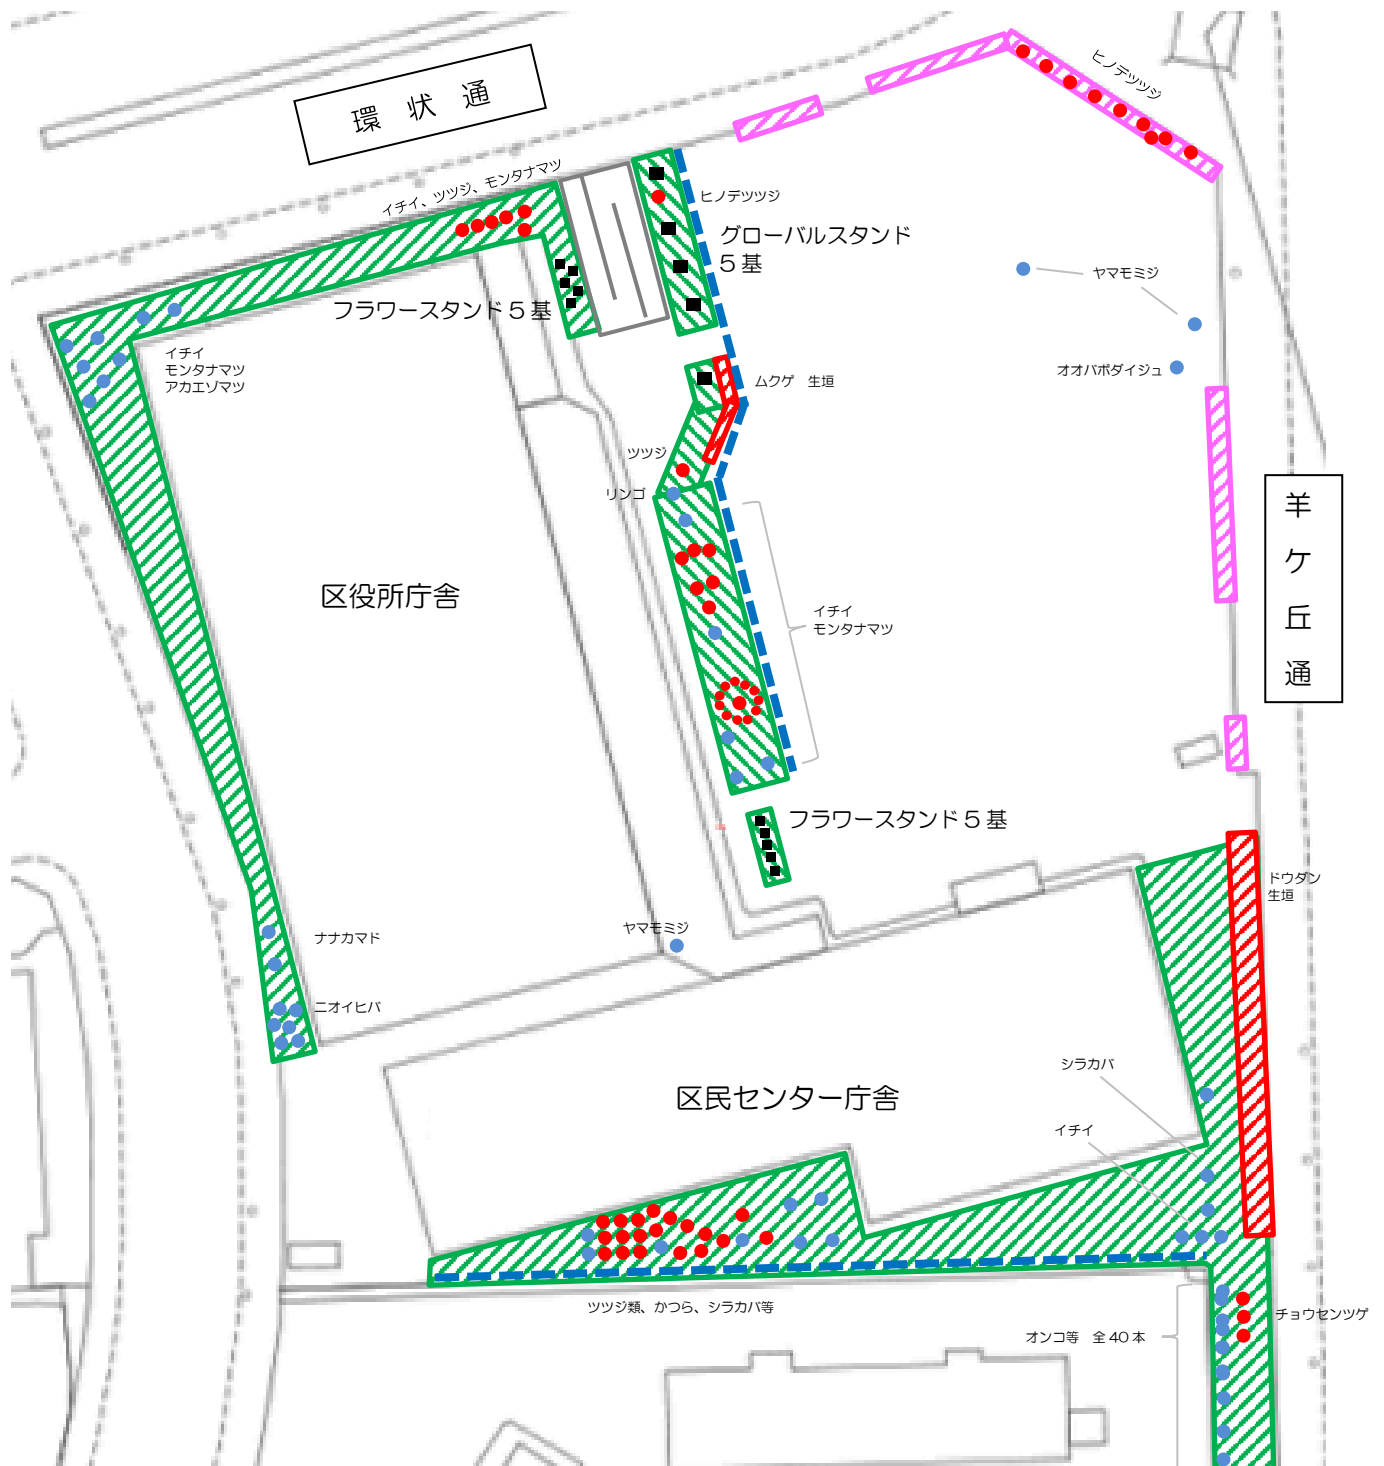 環状通
ヒノデツツジ
イチイ、ツツジ、モンタナマツ
ヒノデツツジ
グローバルスタンド
５基
ヤマモミジ
フラワースタンド５基
イチイ
モンタナマツ
アカエゾマツ
オオバボダイジュ
ムクゲ　生垣
ツツジ
リンゴ
羊ケ丘通
区役所庁舎
イチイ
モンタナマツ
フラワースタンド５基
ドウダン
生垣
ヤマモミジ
ナナカマド
ニオイヒバ
シラカバ
区民センター庁舎
イチイ
ツツジ類、かつら、シラカバ等
チョウセンツゲ
オンコ等　全40本